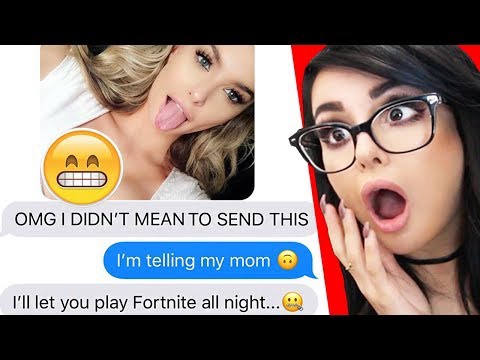 OMG I DIDN'T MEAN TO SEND THIS
I'm telling my mom 🙃
I'll let you play Fortnite all night...🤐